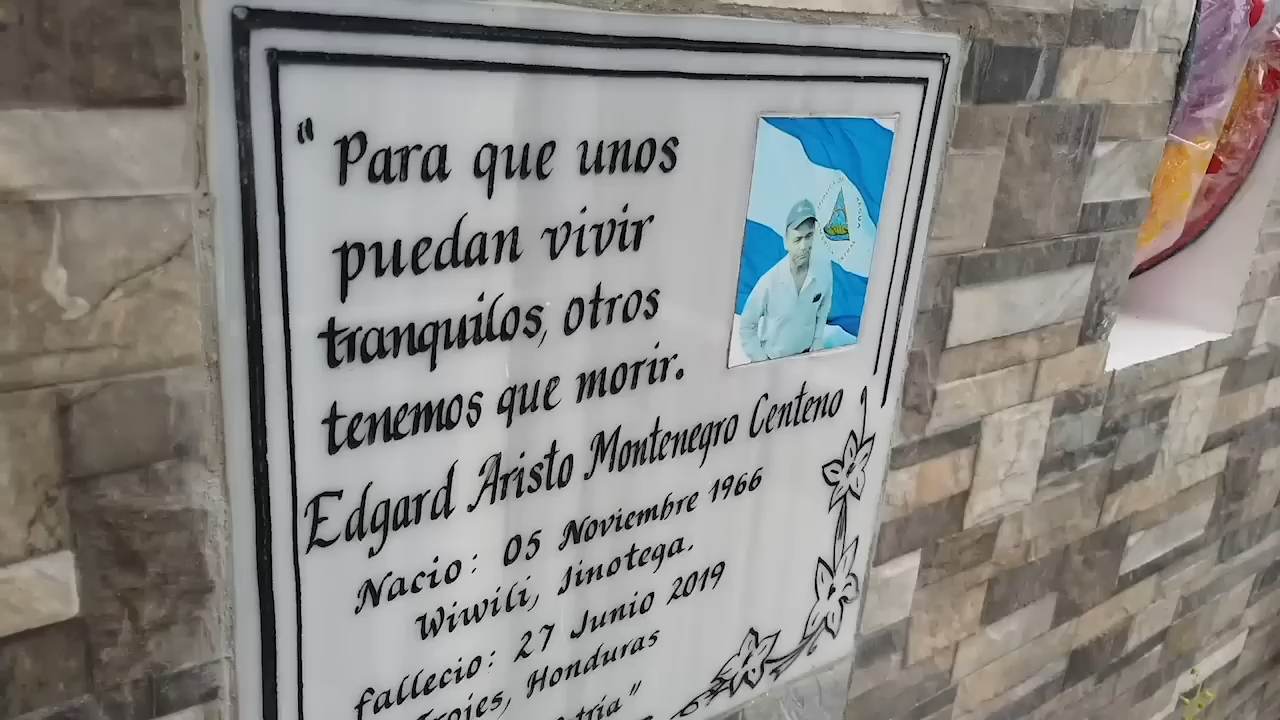 " Para que unos
puedan vivir
tranquilos, otros
tenemos que morir.
Edgard Aristo Montenegro Centeno
Nacio: 05 Noviembre 1966
Wiwili, Jinotega.
fallecio: 27 Junio 2019
Trojes, Honduras